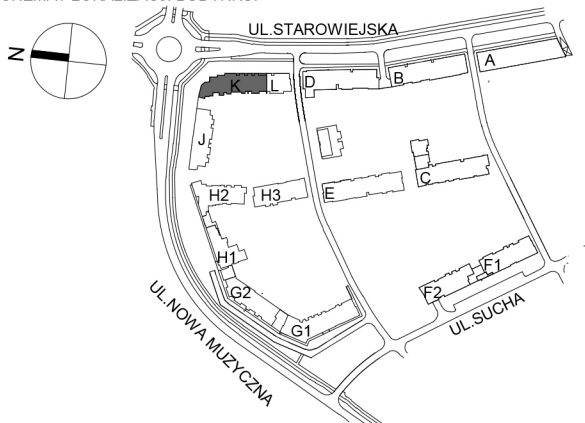 UL.STAROWIEJSKA
N
A
B
D
K
L
J
C
E
H2
H3
H1
F1
F2
G2
G1
UL.SUCHA
UL.NOWA MUZYCZNA